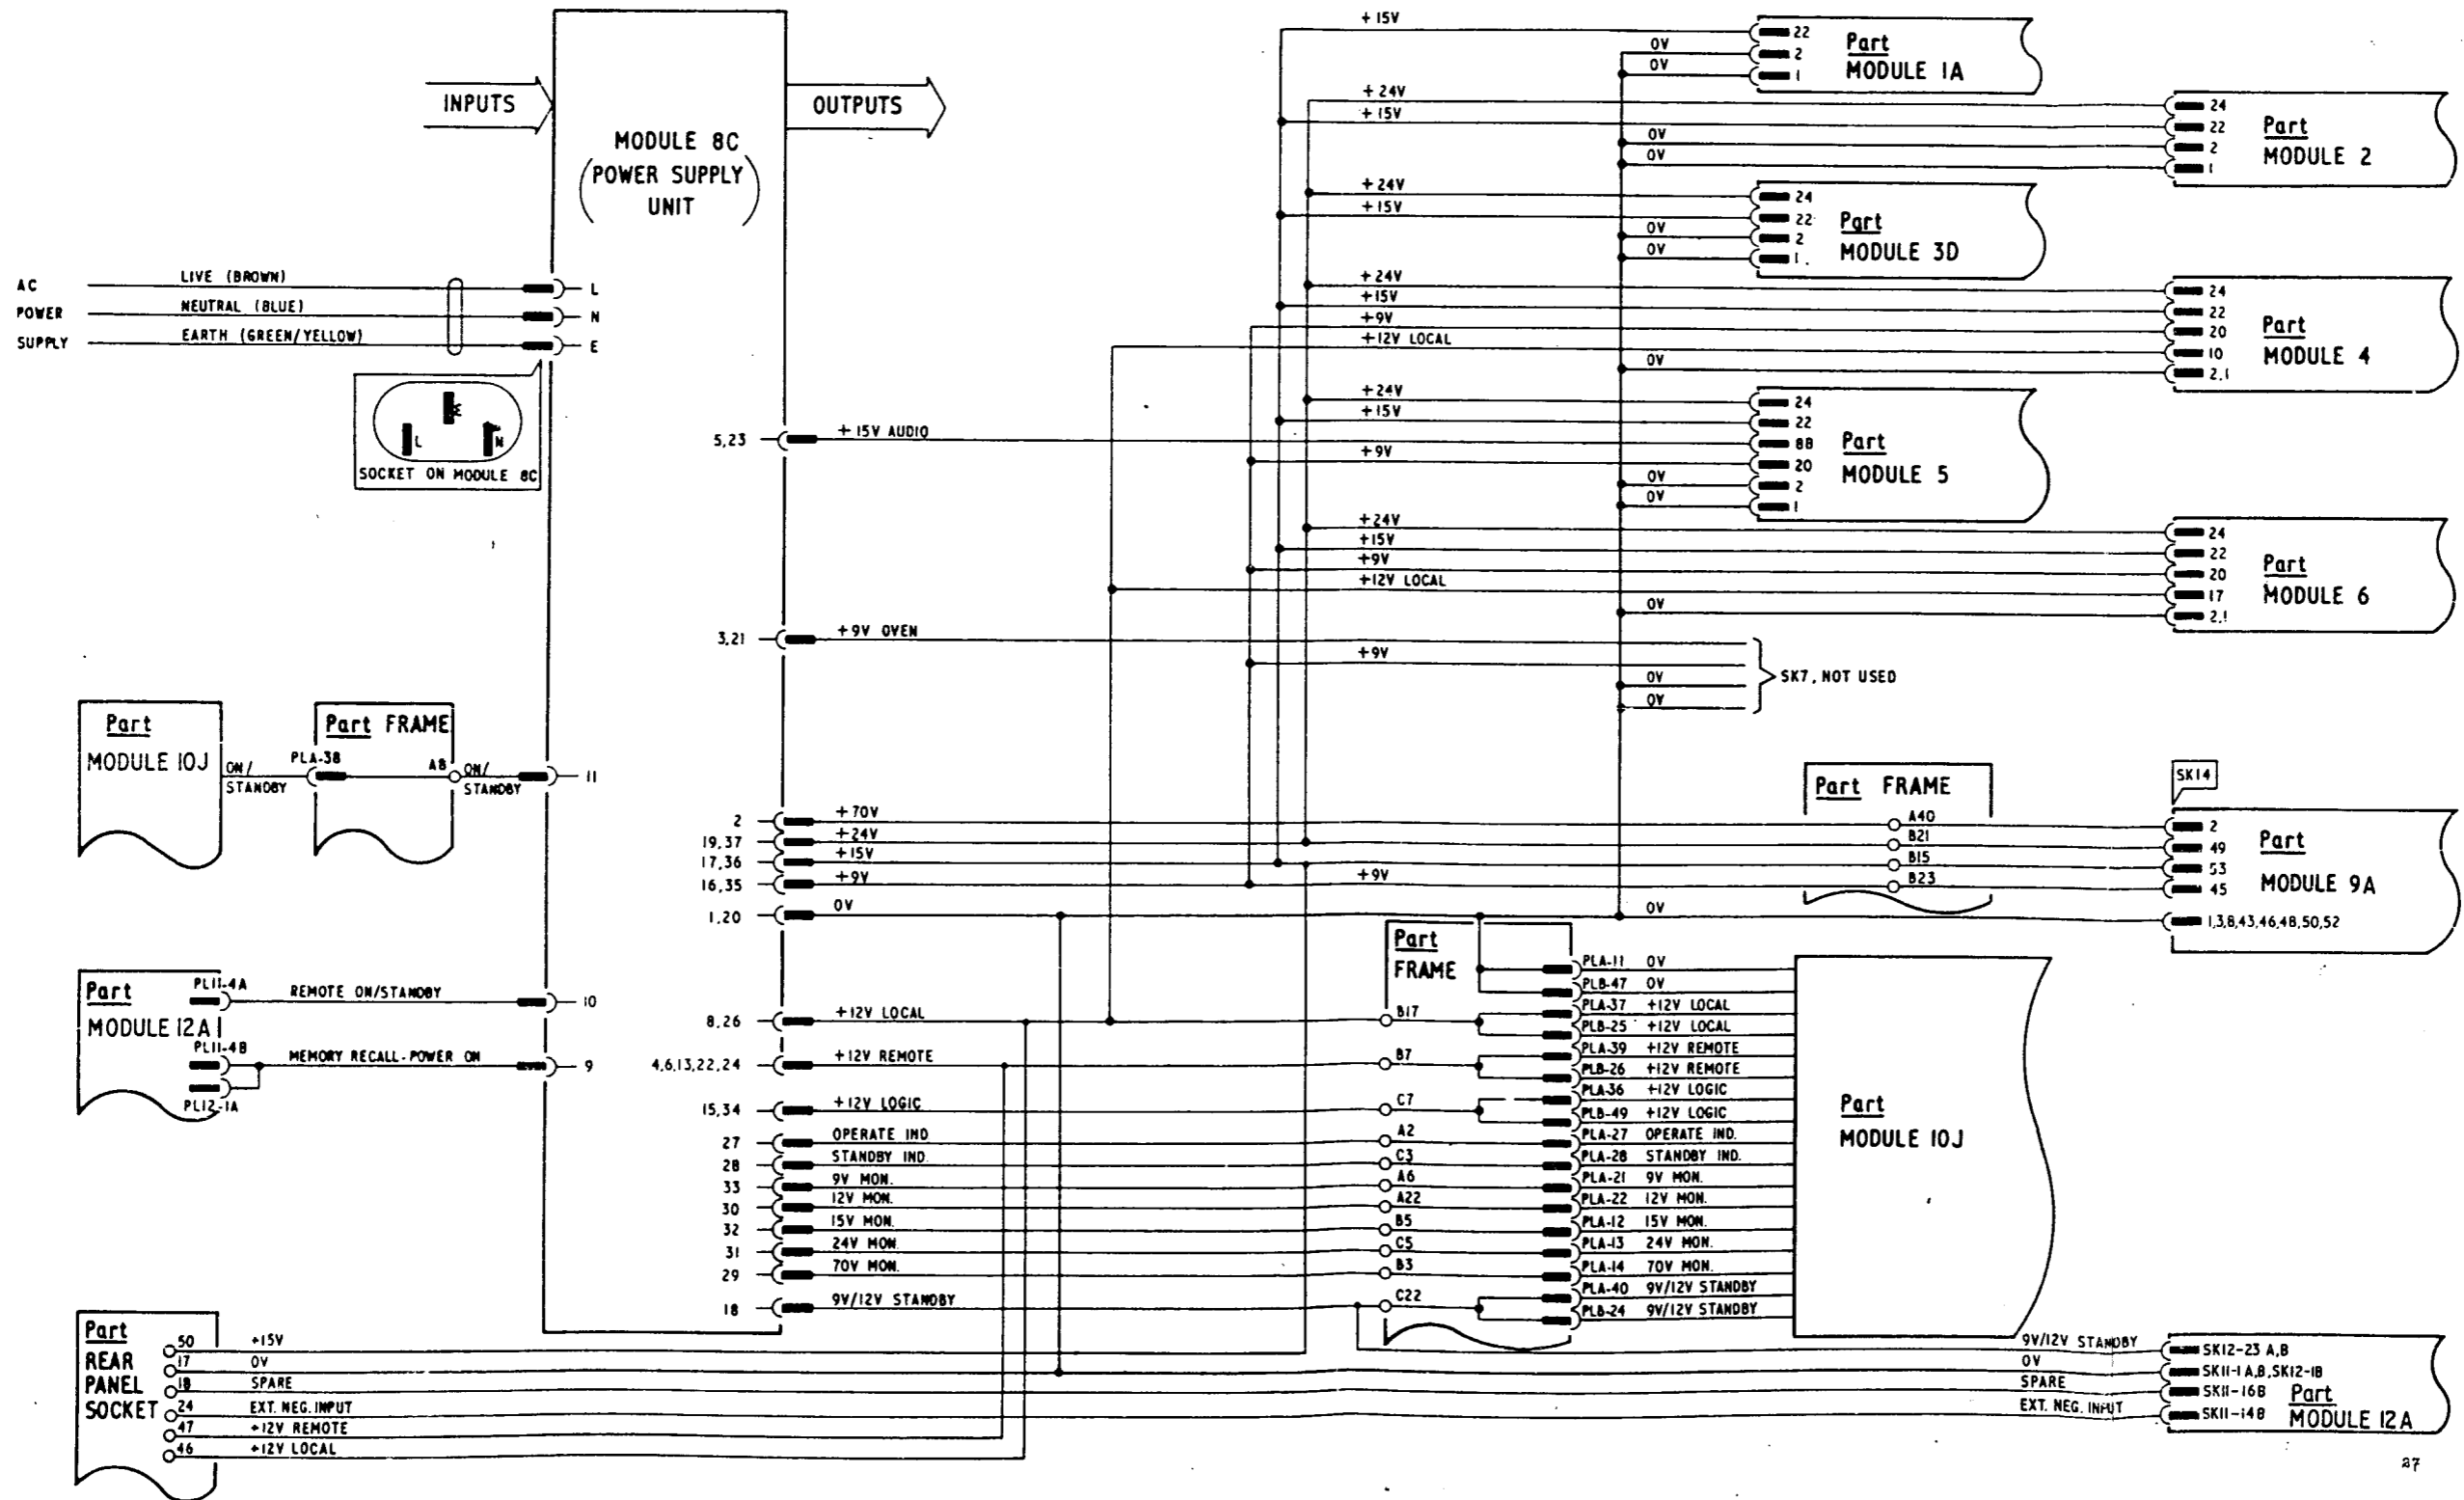 INPUTS
OUTPUTS
MODULE 8C
(POWER SUPPLY
UNIT)
AC
POWER
SUPPLY
LIVE (BROWN)
NEUTRAL (BLUE)
EARTH (GREEN/YELLOW)
L
N
E
L
N
SOCKET ON MODULE 8C
Part
MODULE 10J
ON/
STANDBY
Part FRAME
PLA-38
A8
ON/
STANDBY
11
Part
MODULE 12A
PL11-4A
REMOTE ON/STANDBY
10
PL11-4B
MEMORY RECALL-POWER ON
9
PL12-1A
Part
REAR
PANEL
SOCKET
50 +15V
17 0V
18 SPARE
24 EXT. NEG. INPUT
47 +12V REMOTE
46 +12V LOCAL
5,23 +15V AUDIO
3,21 +9V OVEN
2 +70V
19,37 +24V
17,36 +15V
16,35 +9V
1,20 0V
8,26 +12V LOCAL
4,6,13,22,24 +12V REMOTE
15,34 +12V LOGIC
27 OPERATE IND
28 STANDBY IND.
33 9V MON.
30 12V MON.
32 15V MON.
31 24V MON.
29 70V MON.
18 9V/12V STANDBY
+15V 22
0V 2
0V 1
Part
MODULE 1A
+24V 24
+15V 22
0V 2
0V 1
Part
MODULE 2
+24V 24
+15V 22
0V 2
0V 1.
Part
MODULE 3D
+24V 24
+15V 22
+9V 20
+12V LOCAL 10
0V 2,1
Part
MODULE 4
+24V 24
+15V 22
8B
+9V 20
0V 2
0V 1
Part
MODULE 5
+24V 24
+15V 22
+9V 20
+12V LOCAL 17
0V 2,1
Part
MODULE 6
+9V
0V
0V
SK7, NOT USED
Part FRAME
A40
B21
B15
+9V B23
0V
SK14
2
49
53
45
1,3,8,43,46,48,50,52
Part
MODULE 9A
Part
FRAME
B17
B7
C7
A2
C3
A6
A22
B5
C5
B3
C22
PLA-11 0V
PLB-47 0V
PLA-37 +12V LOCAL
PLB-25 +12V LOCAL
PLA-39 +12V REMOTE
PLB-26 +12V REMOTE
PLA-36 +12V LOGIC
PLB-49 +12V LOGIC
PLA-27 OPERATE IND.
PLA-28 STANDBY IND.
PLA-21 9V MON.
PLA-22 12V MON.
PLA-12 15V MON.
PLA-13 24V MON.
PLA-14 70V MON.
PLA-40 9V/12V STANDBY
PLB-24 9V/12V STANDBY
Part
MODULE 10J
9V/12V STANDBY SK12-23 A,B
0V SK11-1A,B,SK12-1B
SPARE SK11-16B
EXT. NEG. INPUT SK11-14B
Part
MODULE 12A